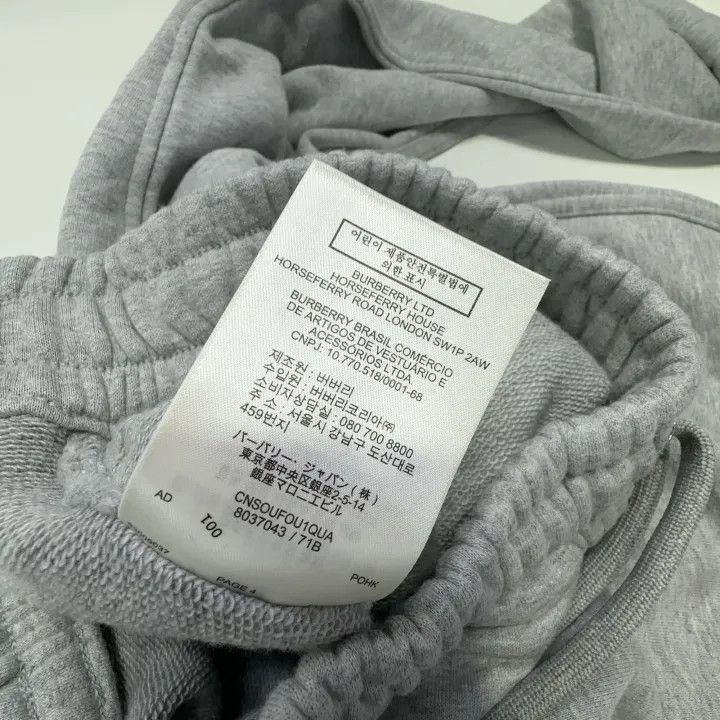 어린이 제품안전특별법에
의한 표시
BURBERRY LTD
HORSEFERRY HOUSE
HORSEFERRY ROAD LONDON SW1P 2AW
BURBERRY BRASIL COMÉRCIO
DE ARTIGOS DE VESTUÁRIO E
ACESSÓRIOS LTDA.
CNPJ: 10.770.518/0001-68
제조원 : 버버리
수입원 : 버버리코리아㈜
소비자상담실 : 080 700 8800
주 소 : 서울시 강남구 도산대로
459번지
バーバリー・ジャパン(株)
東京都中央区銀座2-5-14
銀座マロニエビル
CNSOUFOU1QUA
8037043 / 71B
AD
001
PAGE 4
POHK